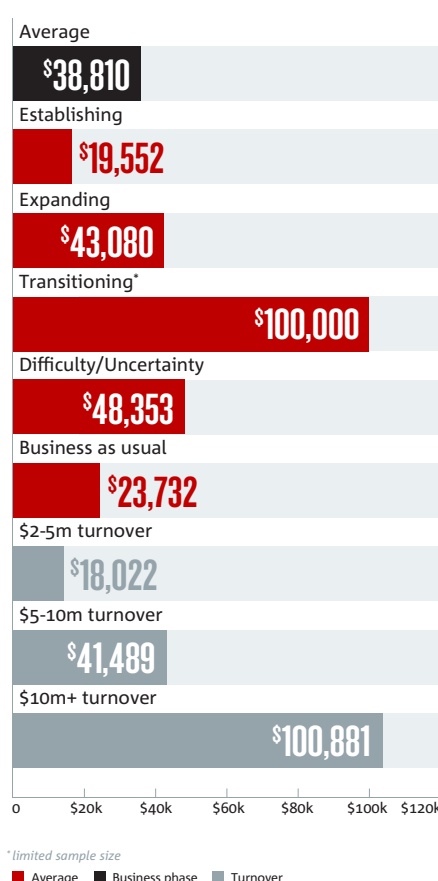 Average
$38,810
Establishing
$19,552
Expanding
$43,080
Transitioning*
$100,000
Difficulty/Uncertainty
$48,353
Business as usual
$23,732
$2-5m turnover
$18,022
$5-10m turnover
$41,489
$10m+ turnover
$100,881
0 $20k $40k $60k $80k $100k $120k
*limited sample size
Average Business phase Turnover